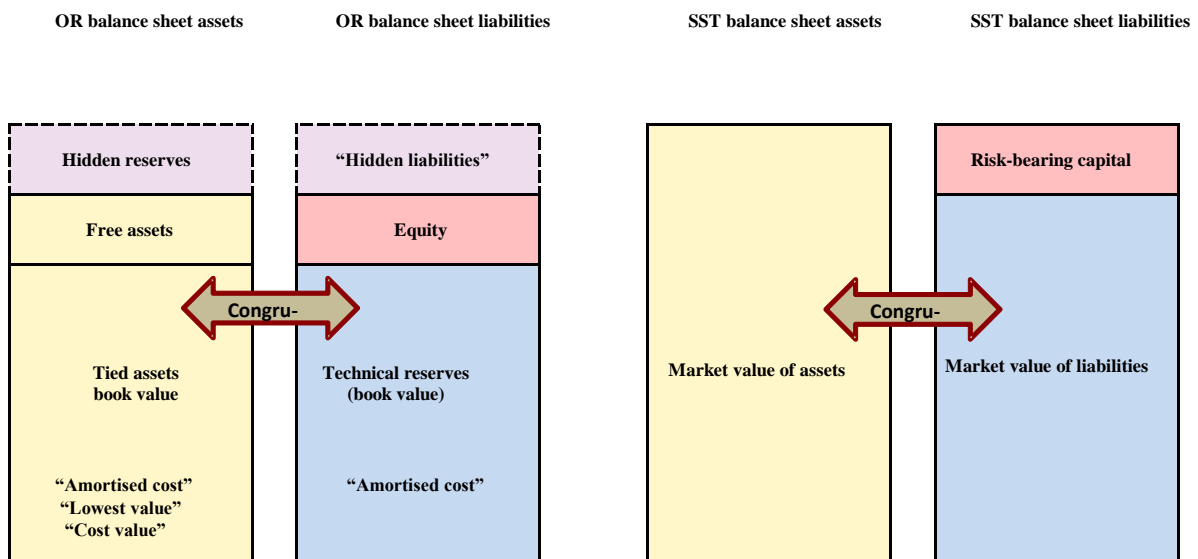 OR balance sheet assets
OR balance sheet liabilities
SST balance sheet assets
SST balance sheet liabilities
Hidden reserves
“Hidden liabilities”
Risk-bearing capital
Free assets
Equity
Congru-
Congru-
Tied assets
book value
Technical reserves
(book value)
Market value of assets
Market value of liabilities
“Amortised cost”
“Lowest value”
“Cost value”
“Amortised cost”